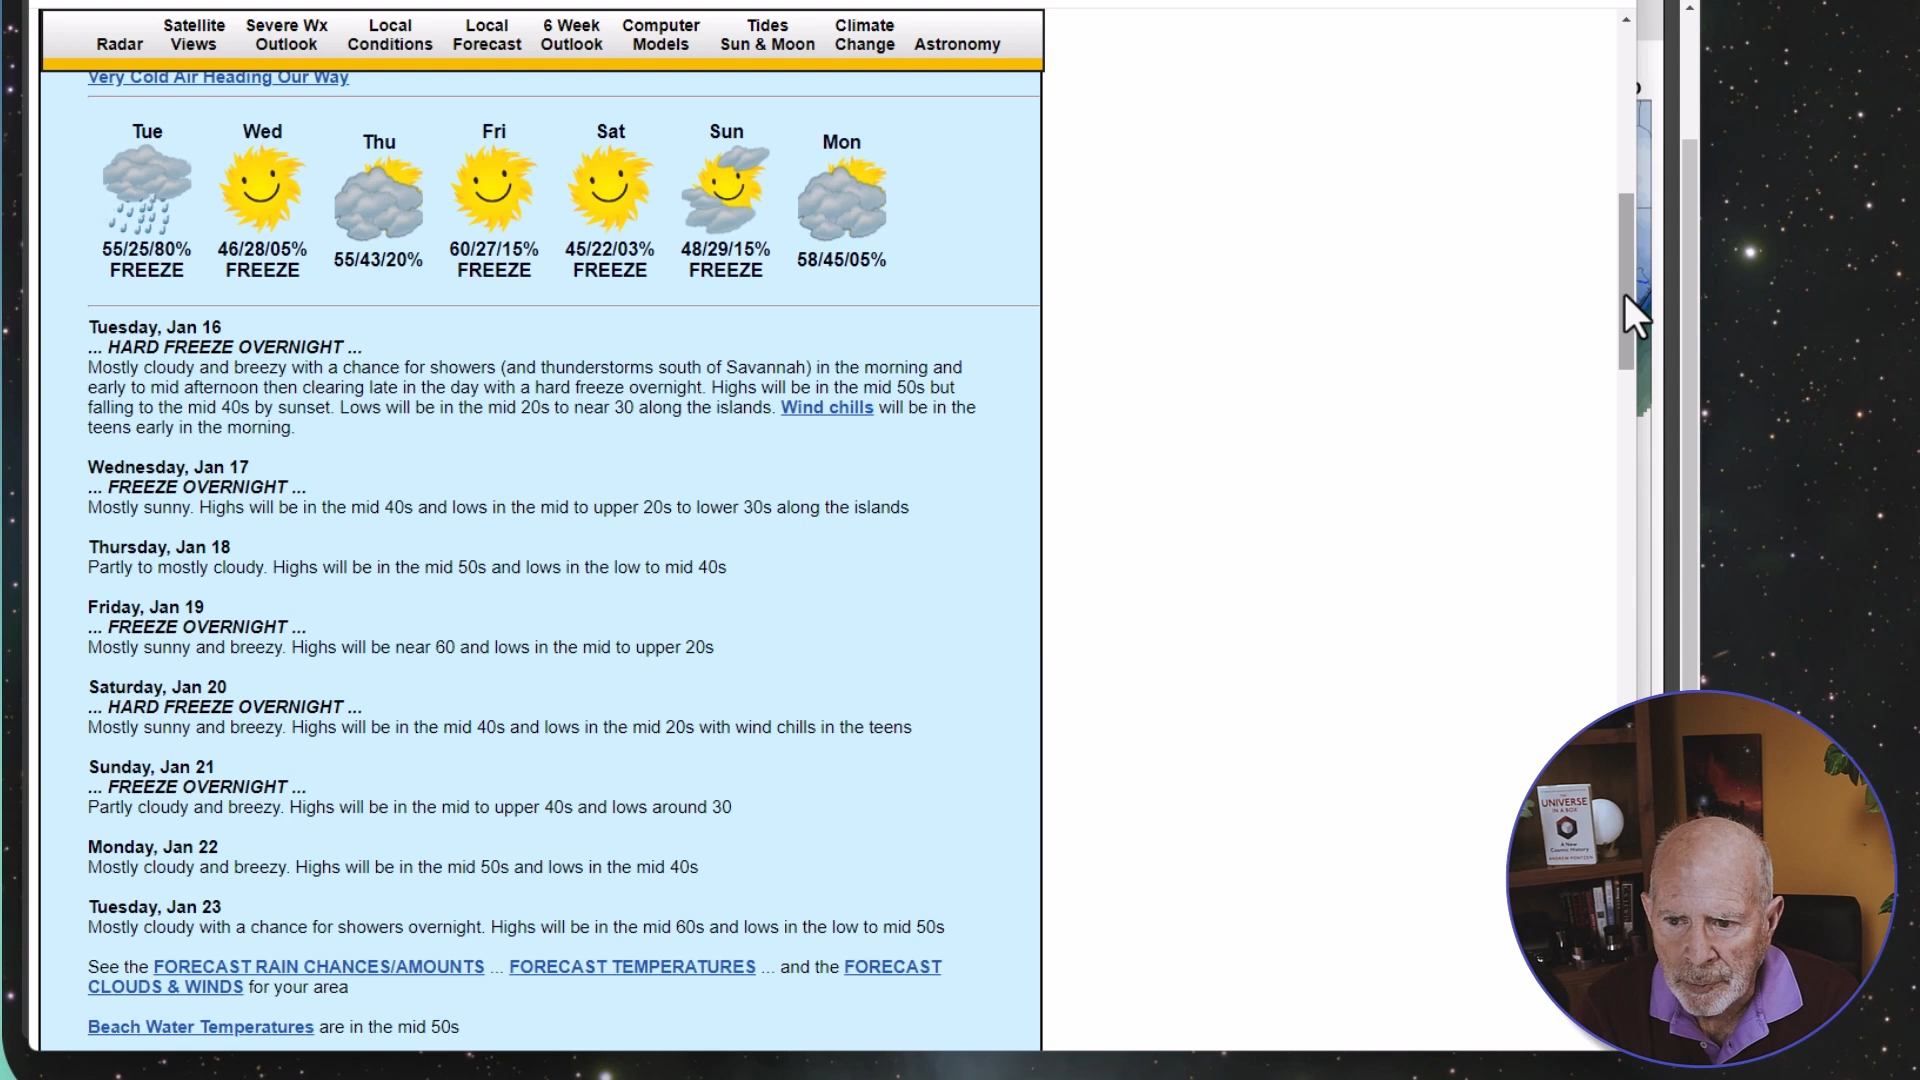 Radar
Satellite Views
Severe Wx Outlook
Local Conditions
Local Forecast
6 Week Outlook
Computer Models
Tides Sun & Moon
Climate Change
Astronomy
Very Cold Air Heading Our Way
Tue Wed Thu Fri Sat Sun Mon
55/25/80% 46/28/05% 55/43/20% 60/27/15% 45/22/03% 48/29/15% 58/45/05%
FREEZE FREEZE FREEZE FREEZE FREEZE
Tuesday, Jan 16
... HARD FREEZE OVERNIGHT ...
Mostly cloudy and breezy with a chance for showers (and thunderstorms south of Savannah) in the morning and
early to mid afternoon then clearing late in the day with a hard freeze overnight. Highs will be in the mid 50s but
falling to the mid 40s by sunset. Lows will be in the mid 20s to near 30 along the islands. Wind chills will be in the
teens early in the morning.
Wednesday, Jan 17
... FREEZE OVERNIGHT ...
Mostly sunny. Highs will be in the mid 40s and lows in the mid to upper 20s to lower 30s along the islands
Thursday, Jan 18
Partly to mostly cloudy. Highs will be in the mid 50s and lows in the low to mid 40s
Friday, Jan 19
... FREEZE OVERNIGHT ...
Mostly sunny and breezy. Highs will be near 60 and lows in the mid to upper 20s
Saturday, Jan 20
... HARD FREEZE OVERNIGHT ...
Mostly sunny and breezy. Highs will be in the mid 40s and lows in the mid 20s with wind chills in the teens
Sunday, Jan 21
... FREEZE OVERNIGHT ...
Partly cloudy and breezy. Highs will be in the mid to upper 40s and lows around 30
Monday, Jan 22
Mostly cloudy and breezy. Highs will be in the mid 50s and lows in the mid 40s
Tuesday, Jan 23
Mostly cloudy with a chance for showers overnight. Highs will be in the mid 60s and lows in the low to mid 50s
See the FORECAST RAIN CHANCES/AMOUNTS ... FORECAST TEMPERATURES ... and the FORECAST
CLOUDS & WINDS for your area
Beach Water Temperatures are in the mid 50s
THE
UNIVERSE
IN A BOX
A New
Cosmic History
ANDREW PONTZEN